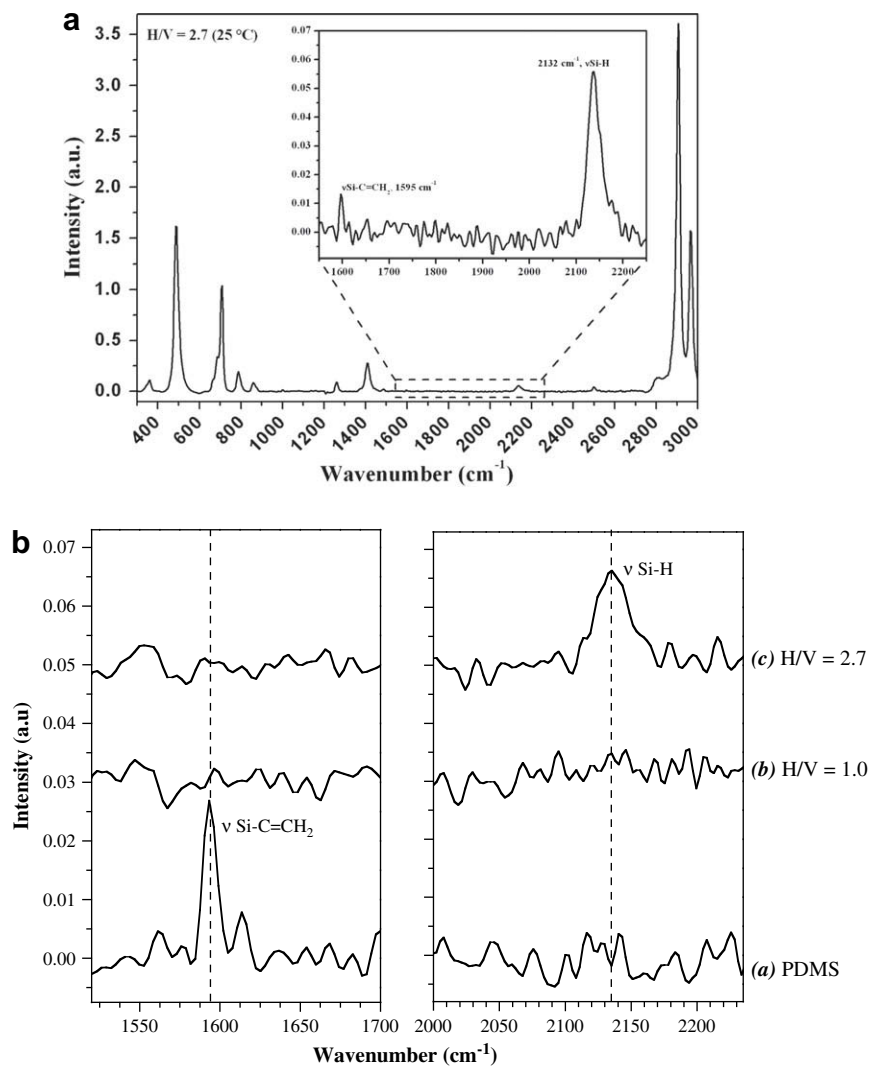 a
H/V = 2.7 (25 °C)
Intensity (a.u.)
3.5
3.0
2.5
2.0
1.5
1.0
0.5
0.0
0.07
0.06
0.05
0.04
0.03
0.02
0.01
0.00
2132 cm⁻¹, νSi-H
νSi-C=CH₂, 1595 cm⁻¹
1600 1700 1800 1900 2000 2100 2200
400 600 800 1000 1200 1400 1600 1800 2000 2200 2400 2600 2800 3000
Wavenumber (cm⁻¹)
b
Intensity (a.u)
0.07
0.06
0.05
0.04
0.03
0.02
0.01
0.00
ν Si-H
ν Si-C=CH₂
(c) H/V = 2.7
(b) H/V = 1.0
(a) PDMS
1550 1600 1650 1700 2000 2050 2100 2150 2200
Wavenumber (cm⁻¹)